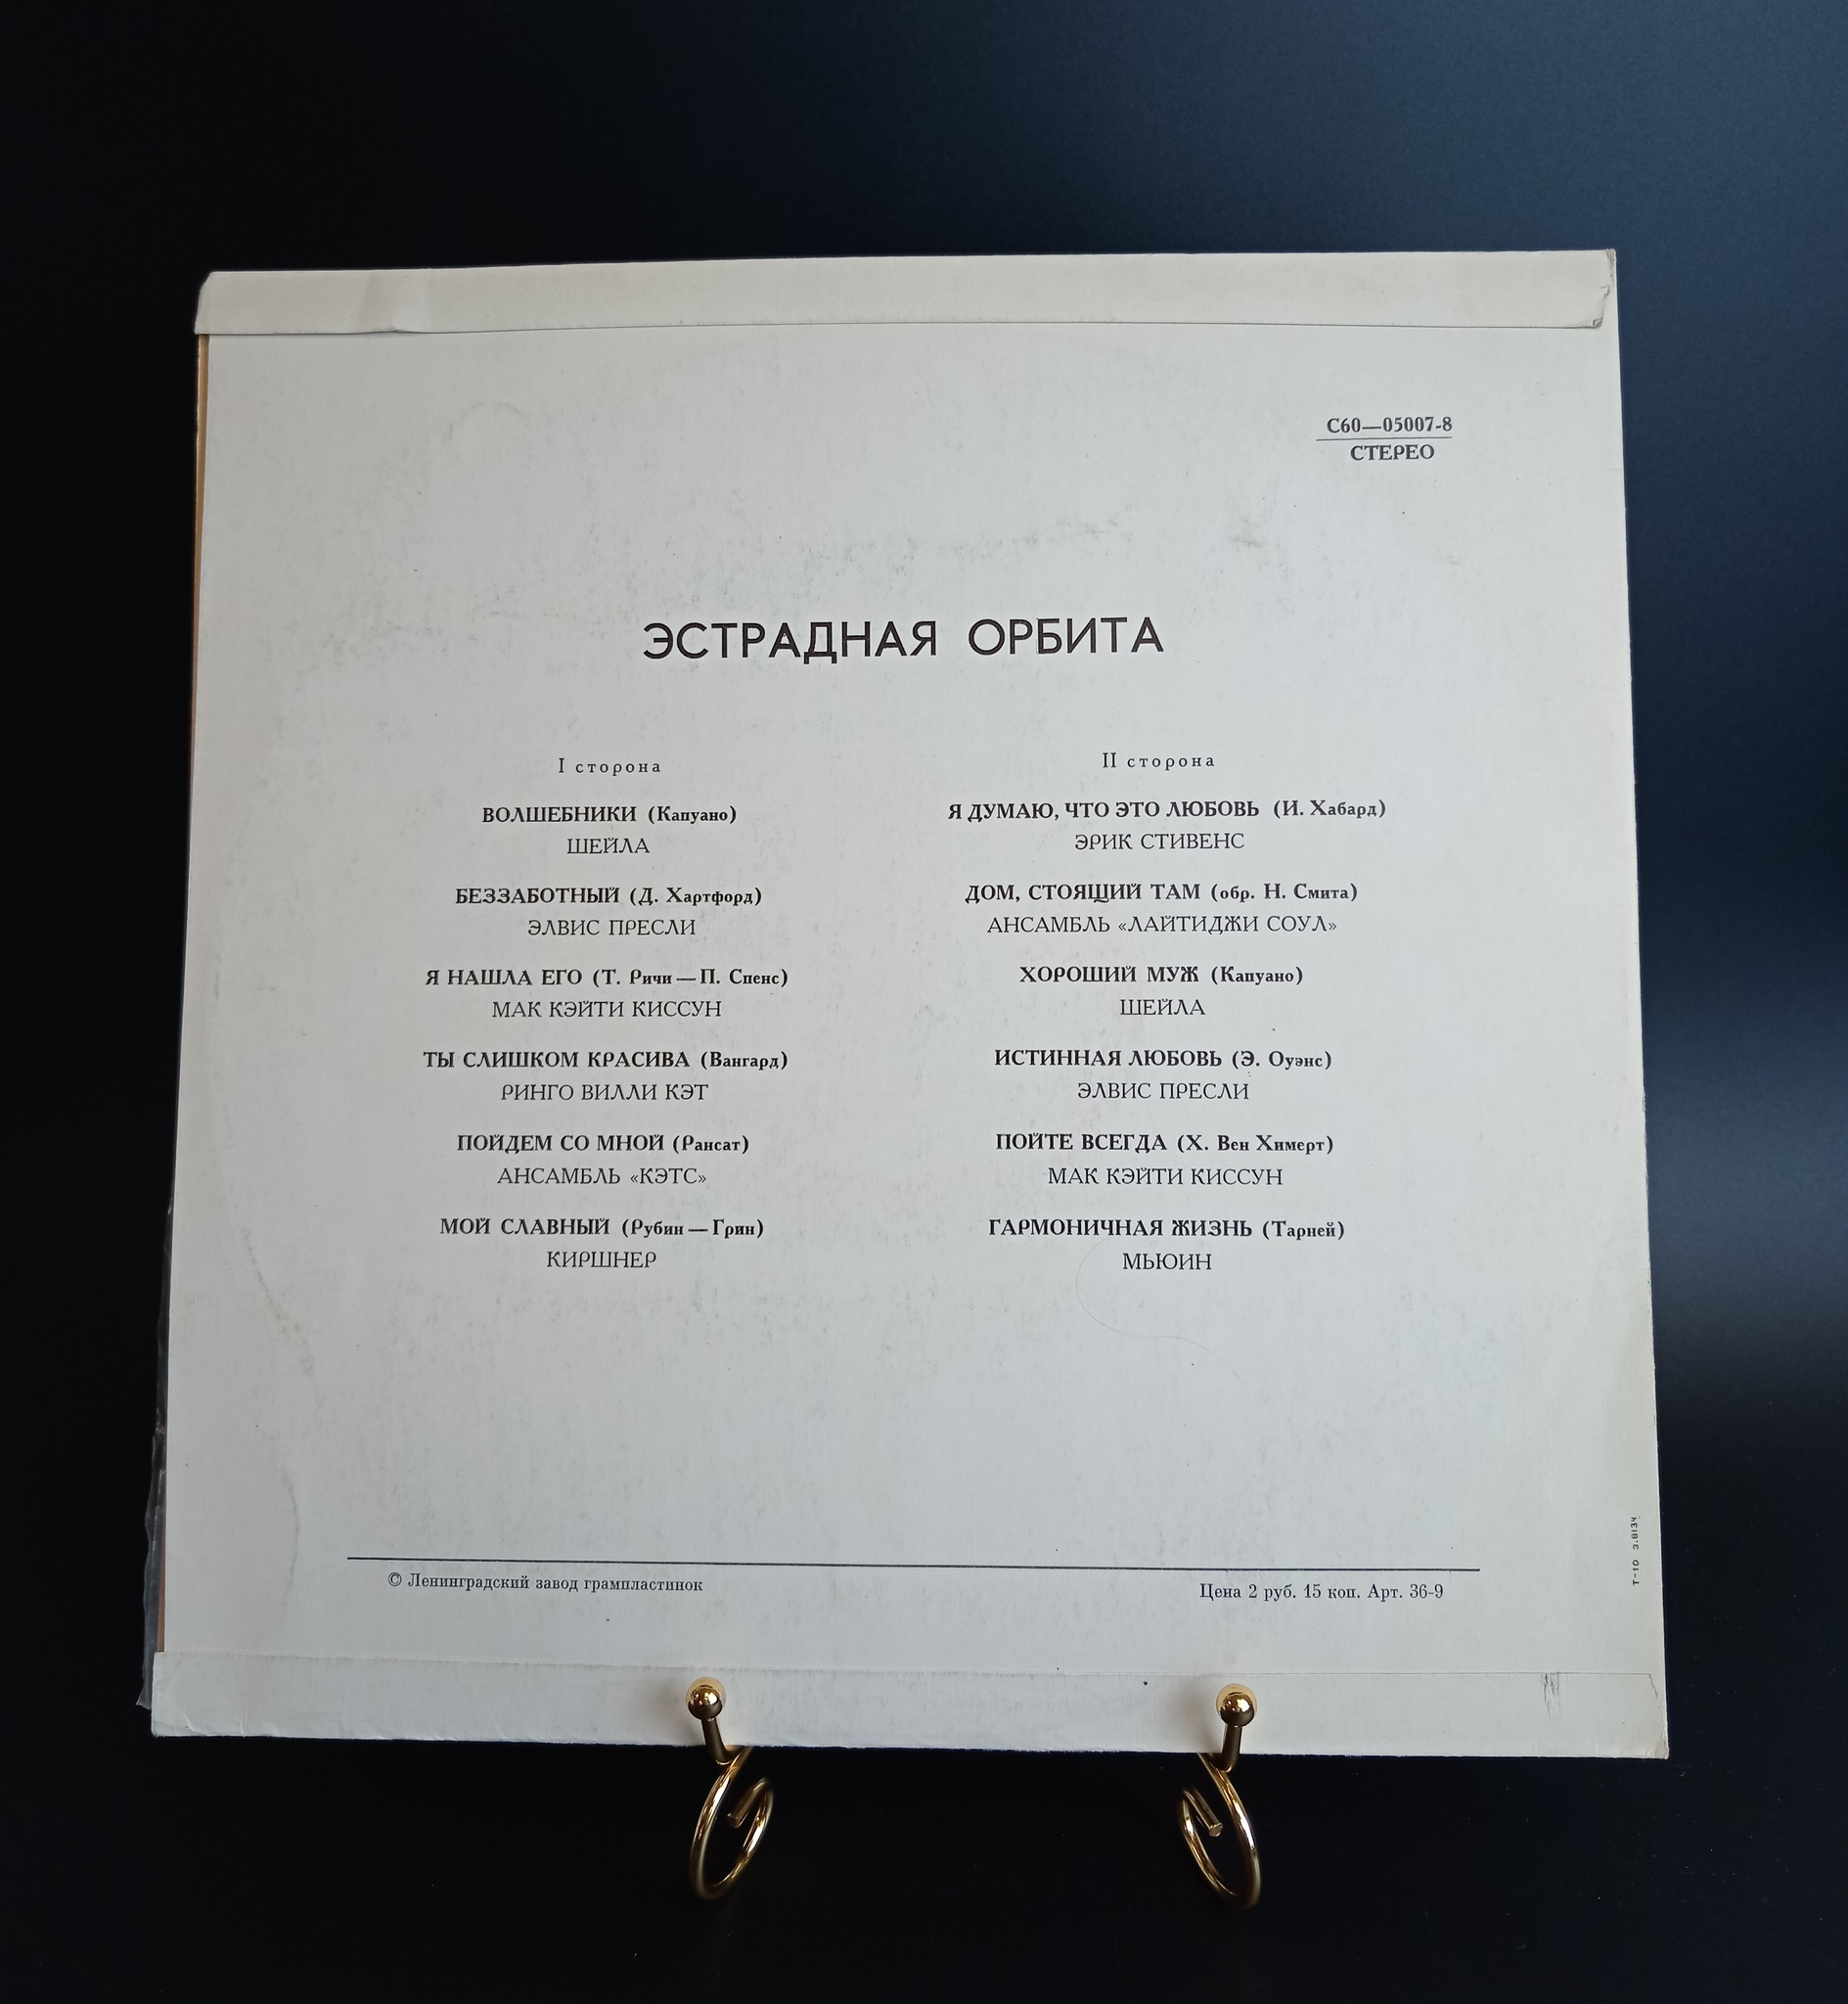 С60—05007-8
СТЕРЕО
ЭСТРАДНАЯ ОРБИТА
I сторона
ВОЛШЕБНИКИ (Капуано)
ШЕЙЛА
БЕЗЗАБОТНЫЙ (Д. Хартфорд)
ЭЛВИС ПРЕСЛИ
Я НАШЛА ЕГО (Т. Ричи — П. Спенс)
МАК КЭЙТИ КИССУН
ТЫ СЛИШКОМ КРАСИВА (Вангард)
РИНГО ВИЛЛИ КЭТ
ПОЙДЕМ СО МНОЙ (Рансат)
АНСАМБЛЬ «КЭТС»
МОЙ СЛАВНЫЙ (Рубин — Грин)
КИРШНЕР
II сторона
Я ДУМАЮ, ЧТО ЭТО ЛЮБОВЬ (И. Хабард)
ЭРИК СТИВЕНС
ДОМ, СТОЯЩИЙ ТАМ (обр. Н. Смита)
АНСАМБЛЬ «ЛАЙТИДЖИ СОУЛ»
ХОРОШИЙ МУЖ (Капуано)
ШЕЙЛА
ИСТИННАЯ ЛЮБОВЬ (Э. Оуэнс)
ЭЛВИС ПРЕСЛИ
ПОЙТЕ ВСЕГДА (Х. Вен Химерт)
МАК КЭЙТИ КИССУН
ГАРМОНИЧНАЯ ЖИЗНЬ (Тарней)
МЬЮИН
© Ленинградский завод грампластинок
Цена 2 руб. 15 коп. Арт. 36-9
Т-10